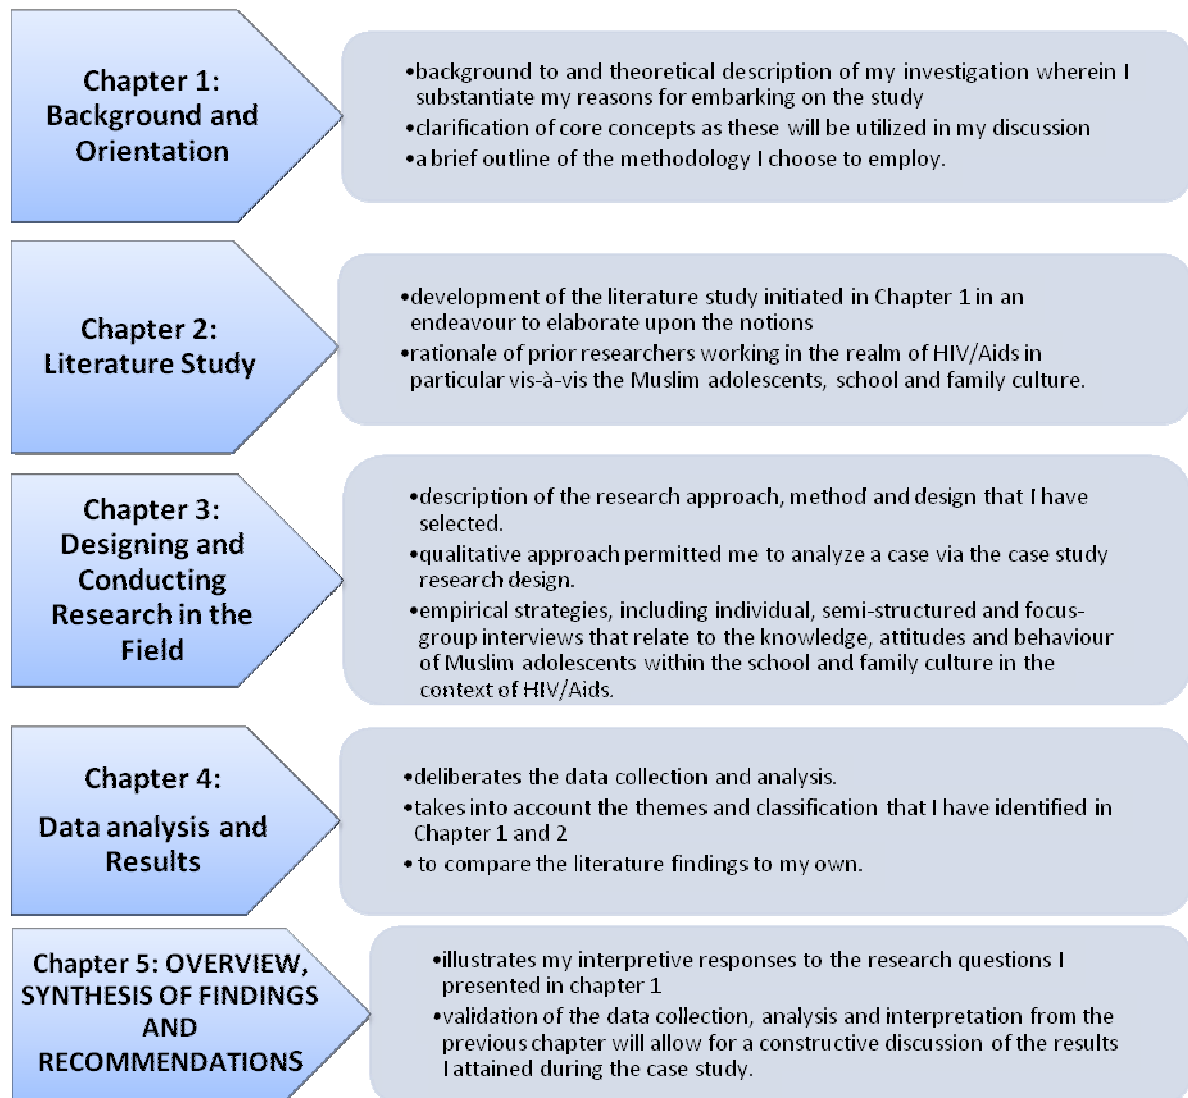 Chapter 1:
Background and
Orientation
•background to and theoretical description of my investigation wherein I
substantiate my reasons for embarking on the study
•clarification of core concepts as these will be utilized in my discussion
•a brief outline of the methodology I choose to employ.
Chapter 2:
Literature Study
•development of the literature study initiated in Chapter 1 in an
endeavour to elaborate upon the notions
•rationale of prior researchers working in the realm of HIV/Aids in
particular vis-à-vis the Muslim adolescents, school and family culture.
Chapter 3:
Designing and
Conducting
Research in the
Field
•description of the research approach, method and design that I have
selected.
•qualitative approach permitted me to analyze a case via the case study
research design.
•empirical strategies, including individual, semi-structured and focus-
group interviews that relate to the knowledge, attitudes and behaviour
of Muslim adolescents within the school and family culture in the
context of HIV/Aids.
Chapter 4:
Data analysis and
Results
•deliberates the data collection and analysis.
•takes into account the themes and classification that I have identified in
Chapter 1 and 2
• to compare the literature findings to my own.
Chapter 5: OVERVIEW,
SYNTHESIS OF FINDINGS
AND
RECOMMENDATIONS
•illustrates my interpretive responses to the research questions I
presented in chapter 1
•validation of the data collection, analysis and interpretation from the
previous chapter will allow for a constructive discussion of the results
I attained during the case study.